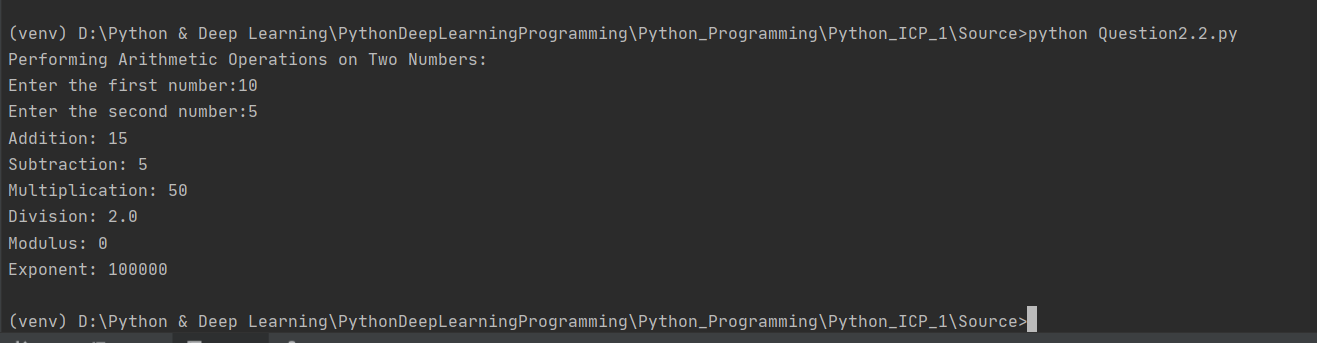 (venv) D:\Python & Deep Learning\PythonDeepLearningProgramming\Python_Programming\Python_ICP_1\Source>python Question2.2.py
Performing Arithmetic Operations on Two Numbers:
Enter the first number:10
Enter the second number:5
Addition: 15
Subtraction: 5
Multiplication: 50
Division: 2.0
Modulus: 0
Exponent: 100000
(venv) D:\Python & Deep Learning\PythonDeepLearningProgramming\Python_Programming\Python_ICP_1\Source>